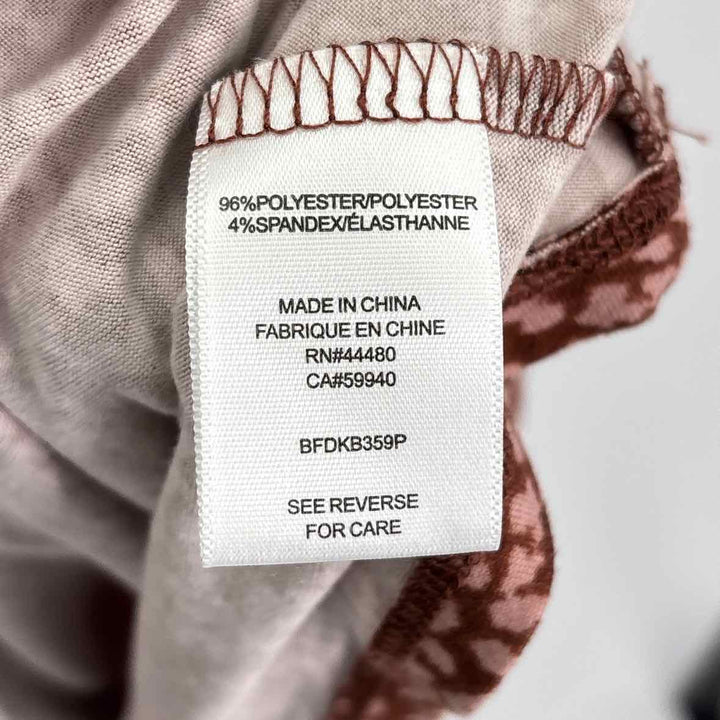 96%POLYESTER/POLYESTER
4%SPANDEX/ÉLASTHANNE
MADE IN CHINA
FABRIQUE EN CHINE
RN#44480
CA#59940
BFDKB359P
SEE REVERSE
FOR CARE